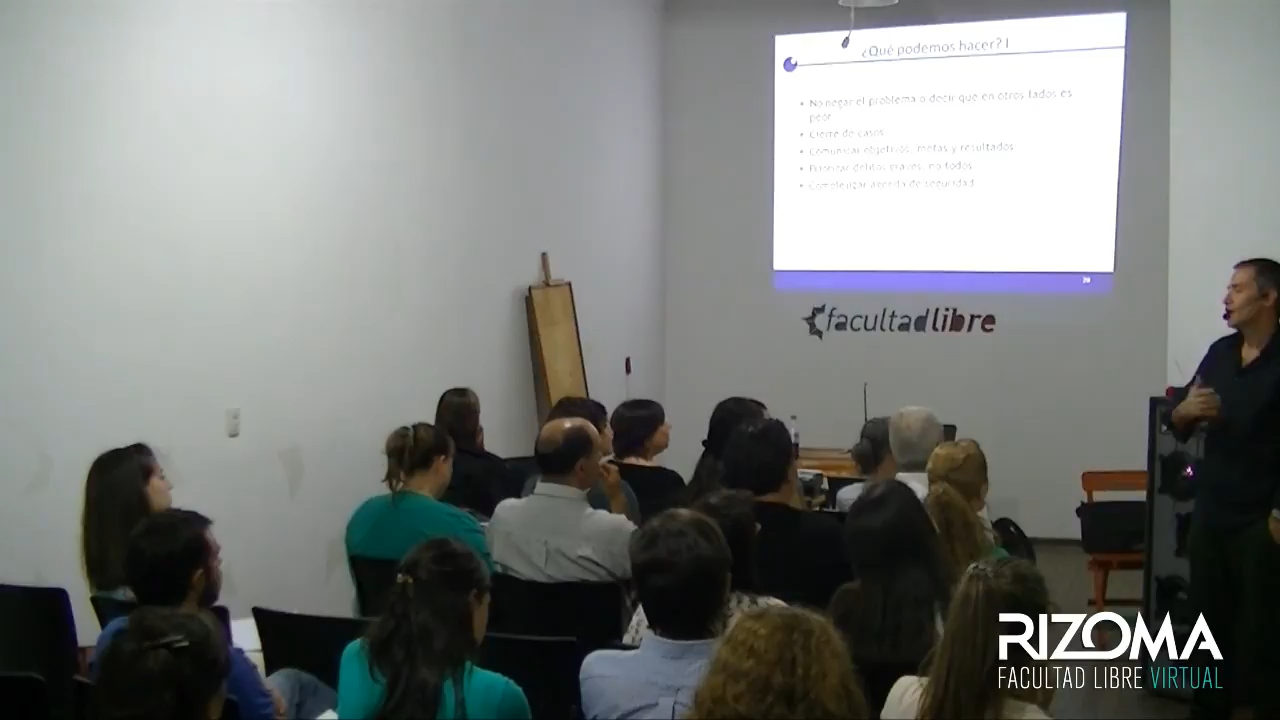 ¿Qué podemos hacer? I
• No negar el problema o decir que en otros lados es
peor
• Cierre de casos
• Comunicar objetivos, metas y resultados
• Priorizar delitos graves, no todos
• Complejizar agenda de seguridad
facultadlibre
RIZOMA
FACULTAD LIBRE VIRTUAL